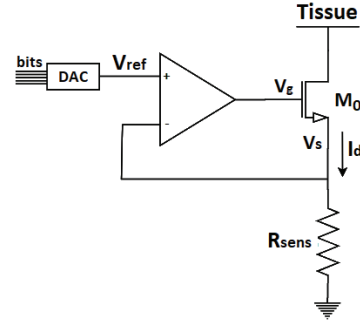 Tissue
bits
DAC
Vref
+
-
Vg
M0
Vs
Id
Rsens